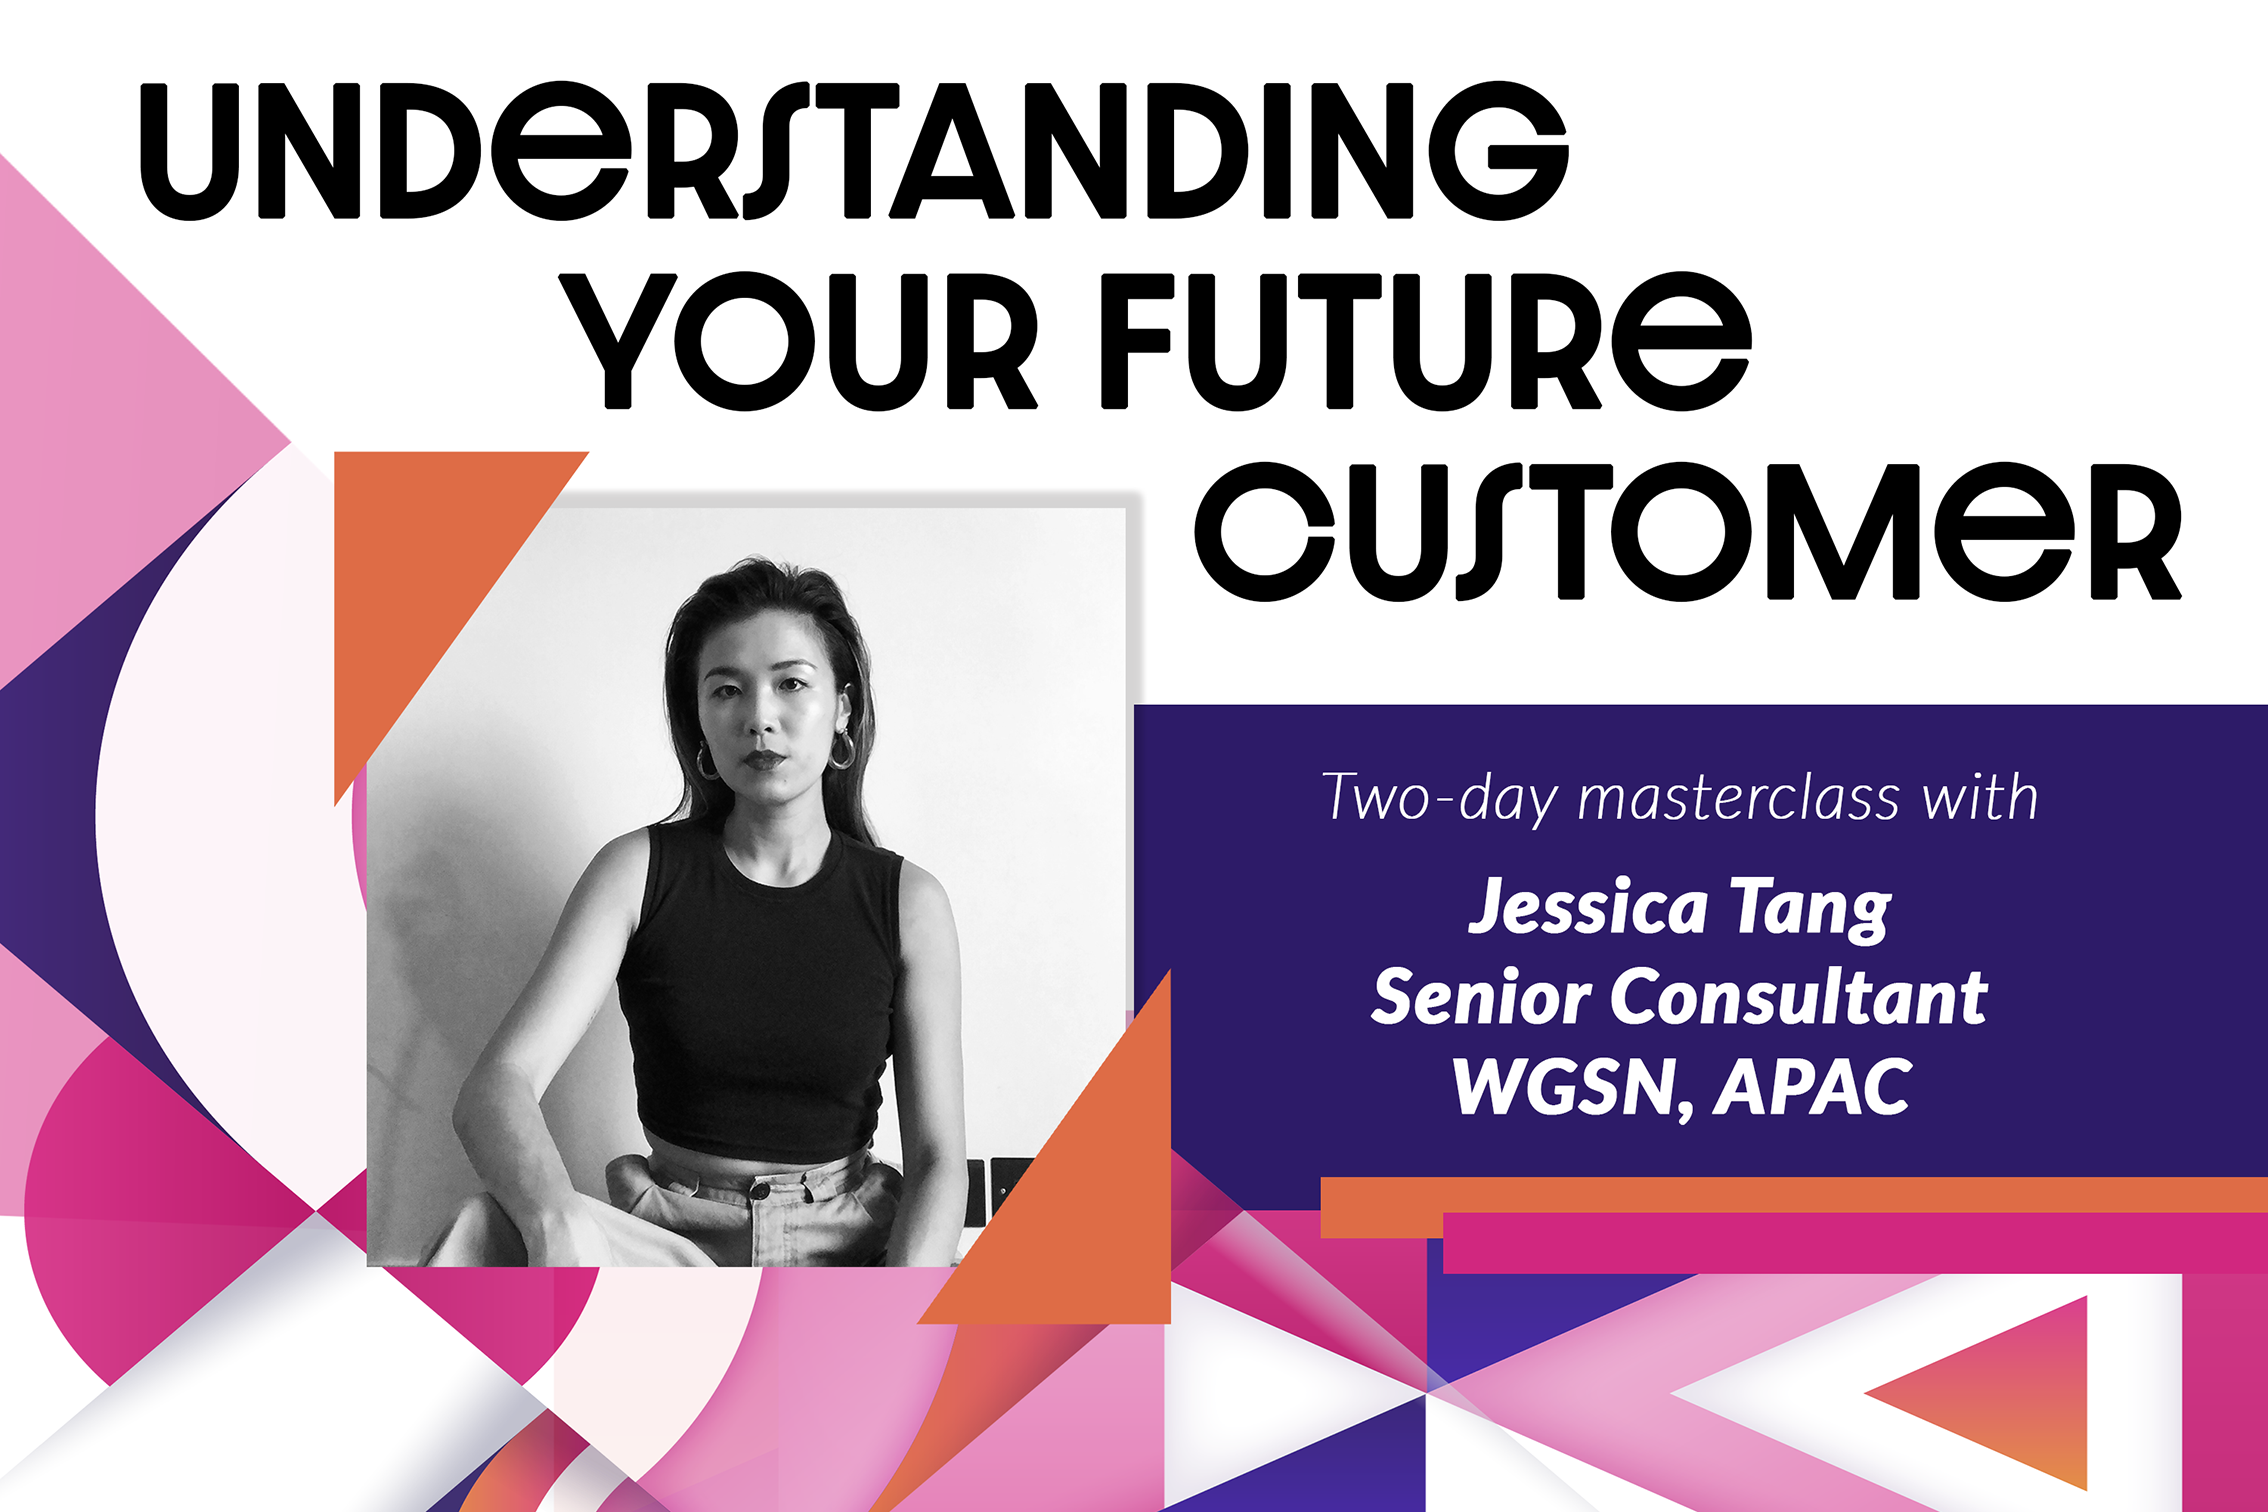 UNDeRSTANDING
YOUR FUTURe
CUSTOMeR
Two-day masterclass with
Jessica Tang
Senior Consultant
WGSN, APAC